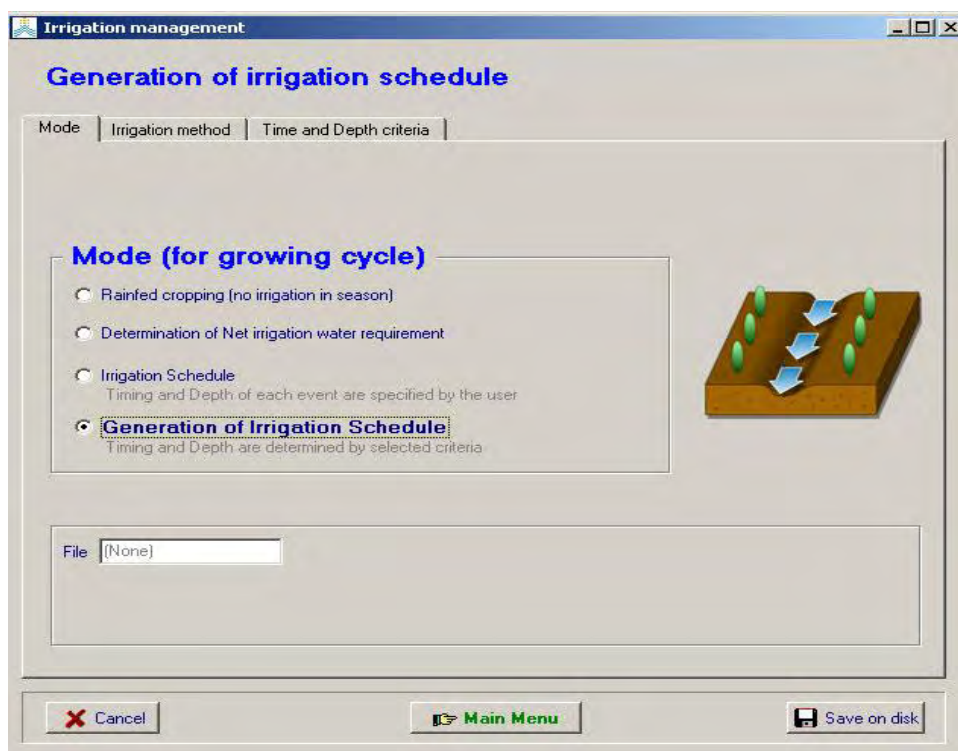 Irrigation management
Generation of irrigation schedule
Mode
Irrigation method
Time and Depth criteria
Mode (for growing cycle)
Rainfed cropping (no irrigation in season)
Determination of Net irrigation water requirement
Irrigation Schedule
Timing and Depth of each event are specified by the user
Generation of Irrigation Schedule
Timing and Depth are determined by selected criteria
File (None)
Cancel
Main Menu
Save on disk